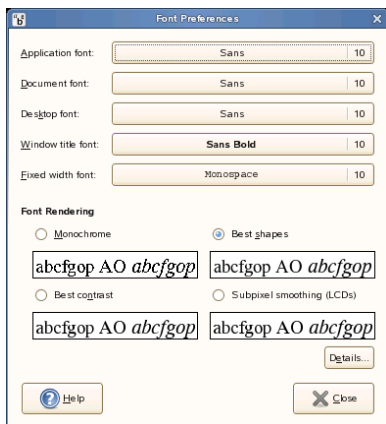 Font Preferences
Application font: Sans 10
Document font: Sans 10
Desktop font: Sans 10
Window title font: Sans Bold 10
Fixed width font: Monospace 10
Font Rendering
Monochrome Best shapes
abcfgop AO abcfgop abcfgop AO abcfgop
Best contrast Subpixel smoothing (LCDs)
abcfgop AO abcfgop abcfgop AO abcfgop
Details...
Help Close